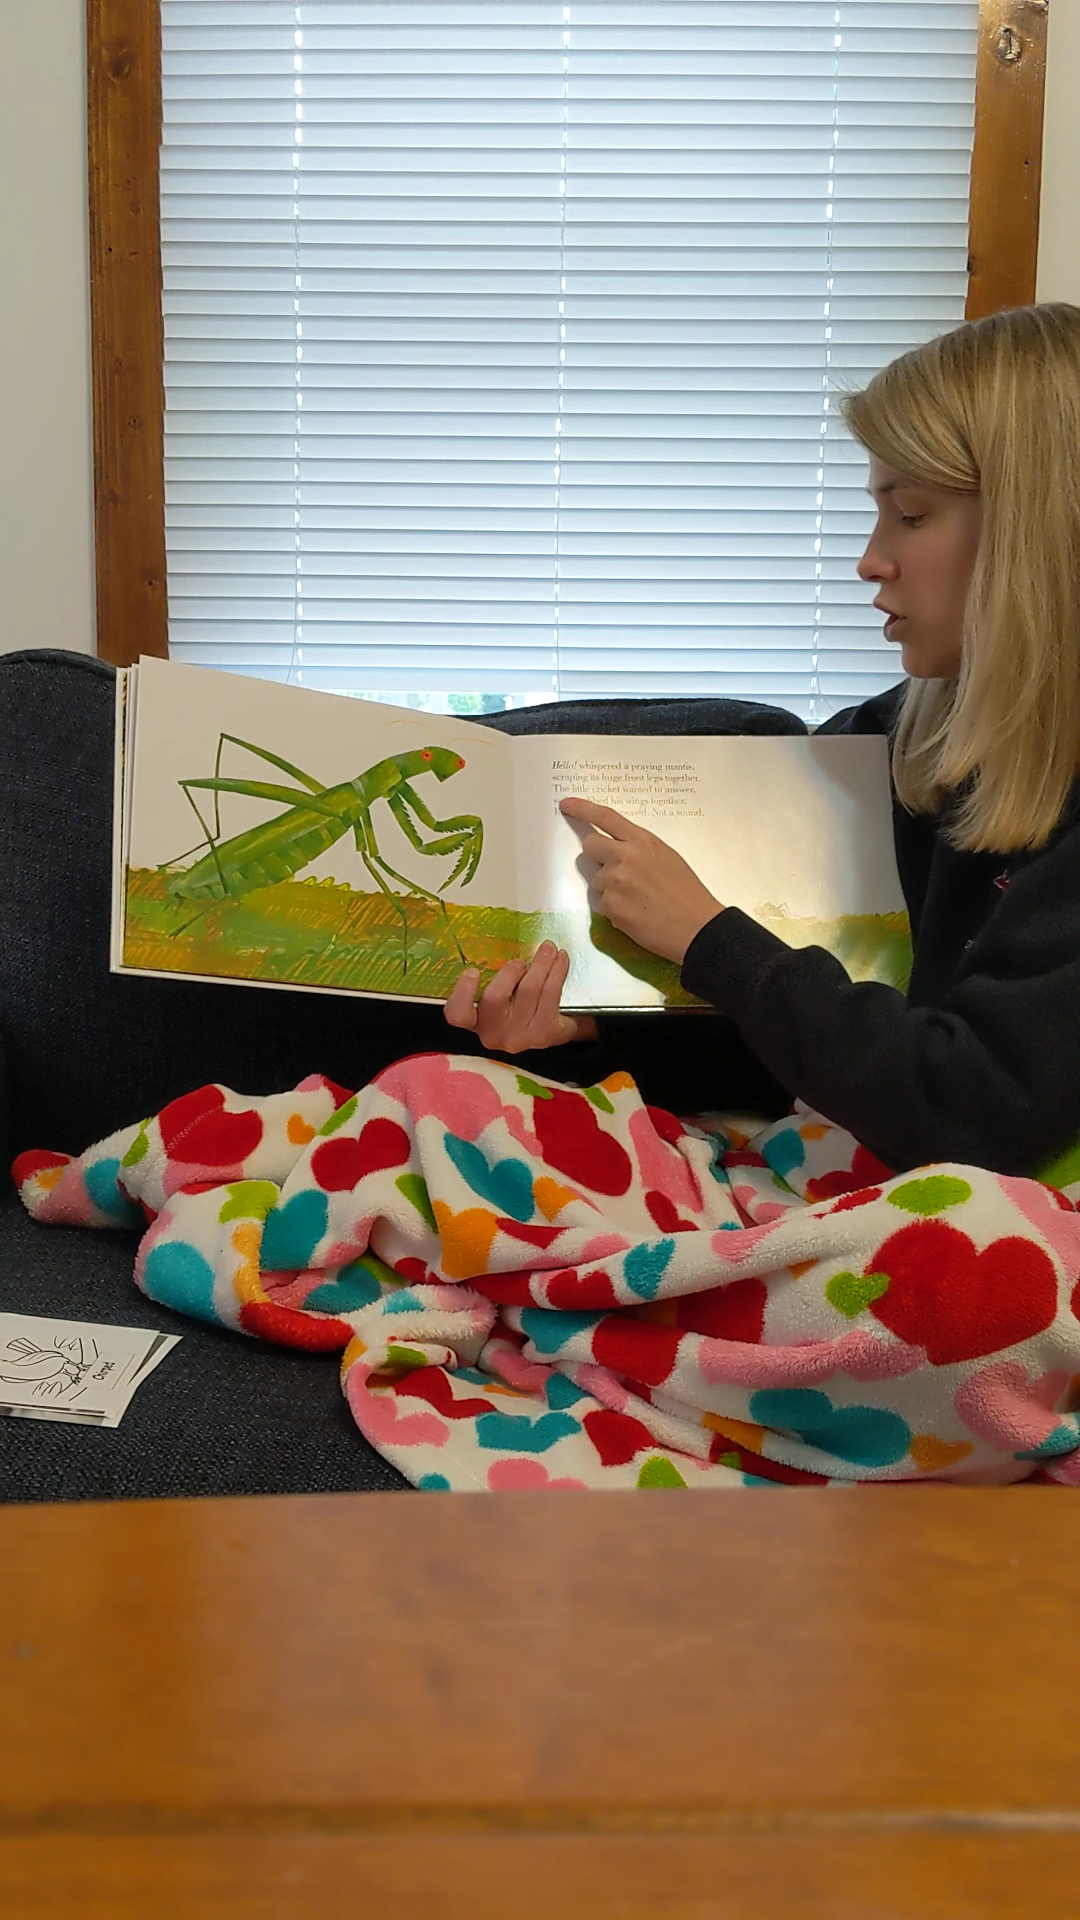 Hello! whispered a praying mantis,
scraping its huge front legs together.
The little cricket wanted to answer,
his wings together.
Not a sound.
Chirped